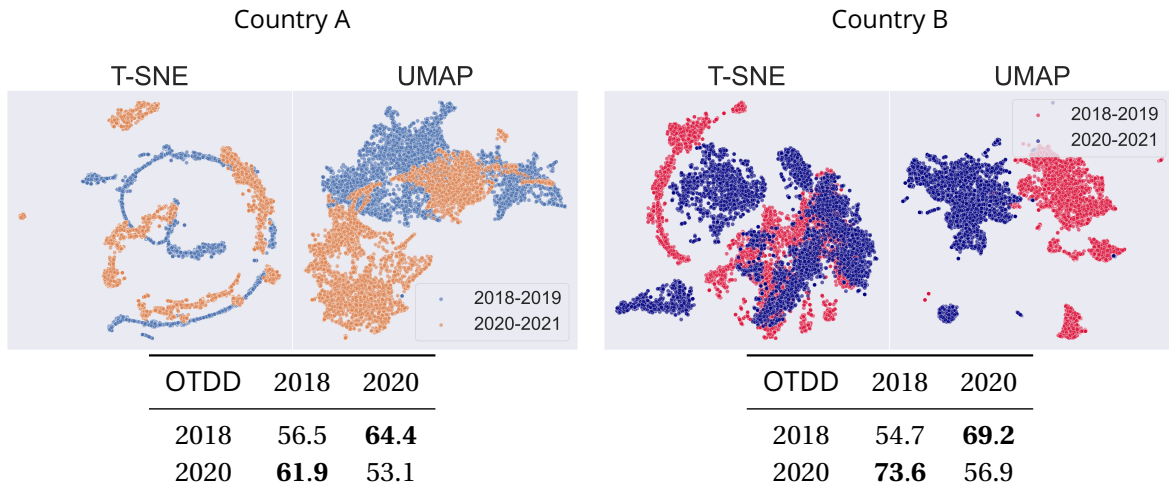 Country A
T-SNE UMAP
2018-2019
2020-2021
OTDD 2018 2020
2018 56.5 64.4
2020 61.9 53.1
Country B
T-SNE UMAP
2018-2019
2020-2021
OTDD 2018 2020
2018 54.7 69.2
2020 73.6 56.9